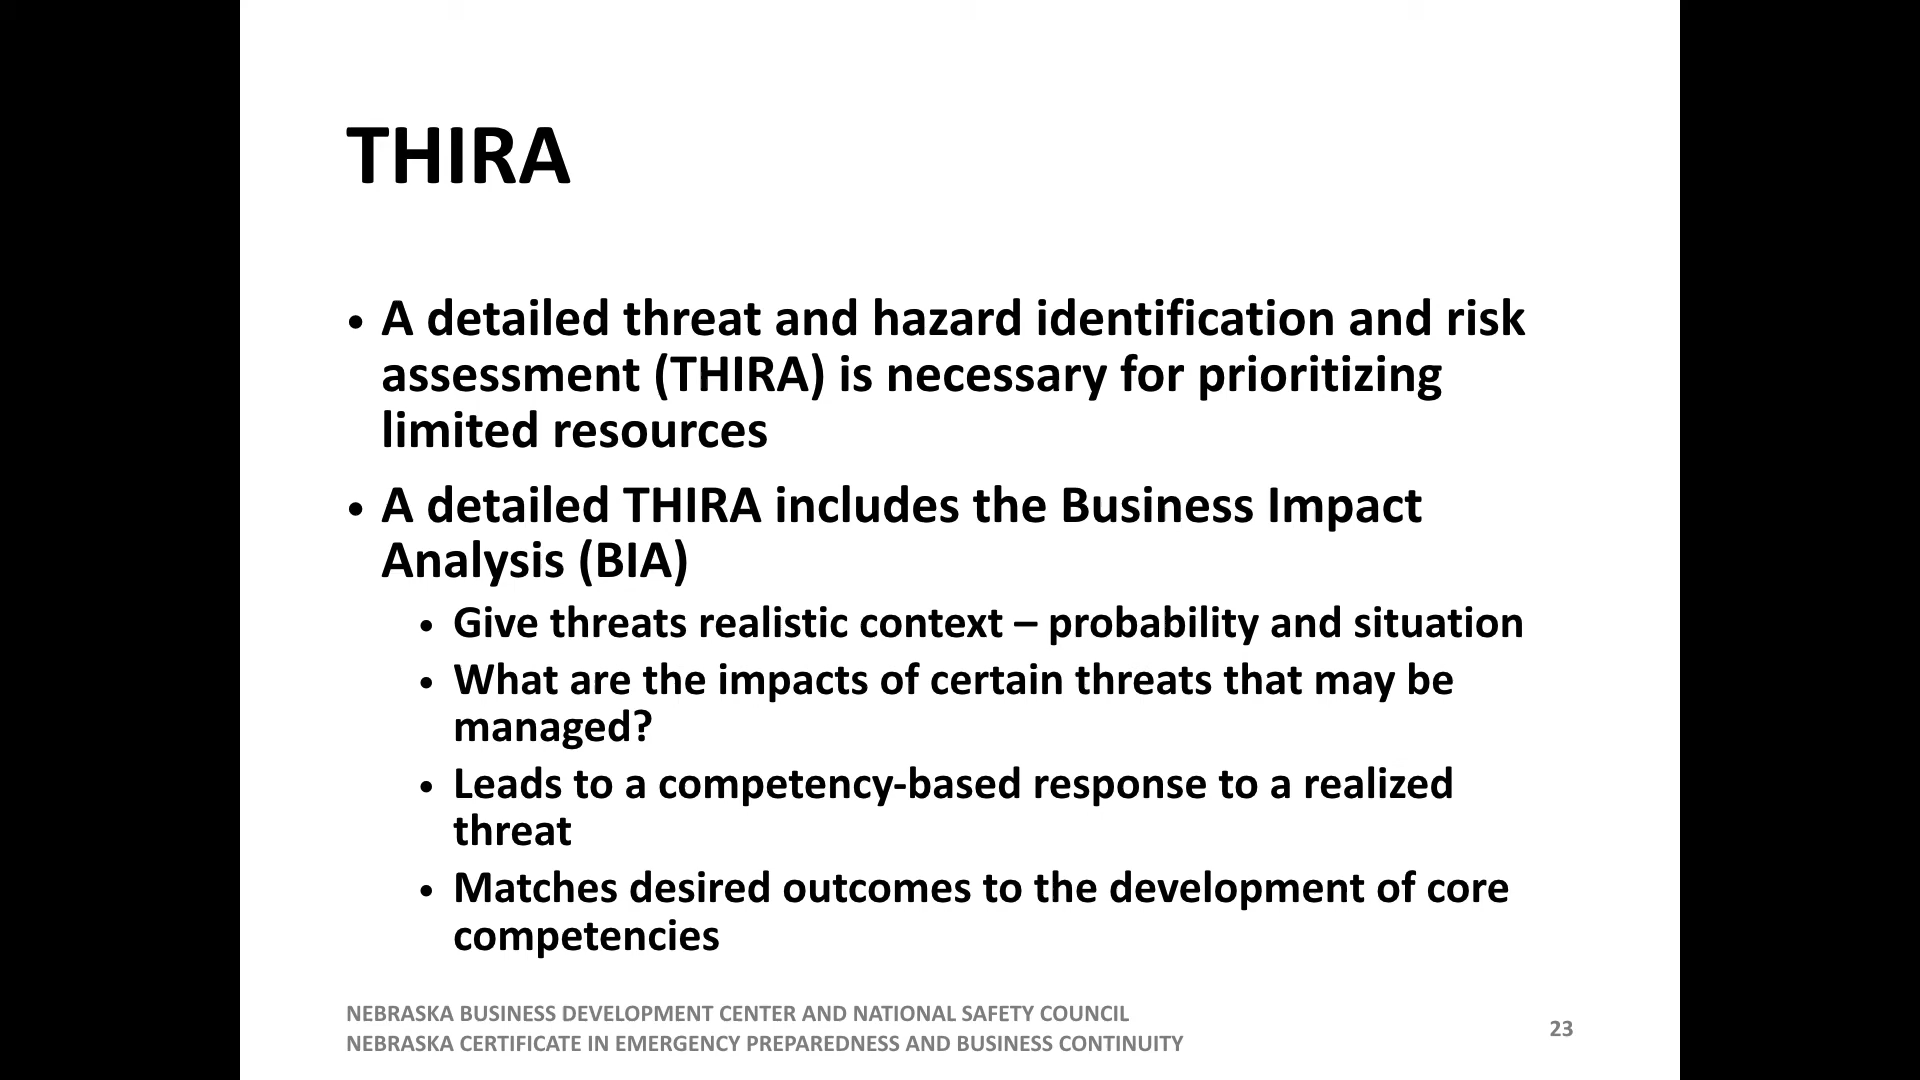 THIRA
• A detailed threat and hazard identification and risk
assessment (THIRA) is necessary for prioritizing
limited resources
• A detailed THIRA includes the Business Impact
Analysis (BIA)
• Give threats realistic context – probability and situation
• What are the impacts of certain threats that may be
managed?
• Leads to a competency-based response to a realized
threat
• Matches desired outcomes to the development of core
competencies
NEBRASKA BUSINESS DEVELOPMENT CENTER AND NATIONAL SAFETY COUNCIL
NEBRASKA CERTIFICATE IN EMERGENCY PREPAREDNESS AND BUSINESS CONTINUITY
23